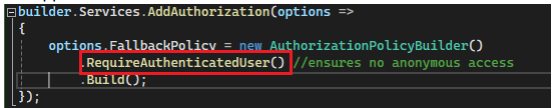 builder.Services.AddAuthorization(options =>
{
options.FallbackPolicy = new AuthorizationPolicyBuilder()
.RequireAuthenticatedUser() //ensures no anonymous access
.Build();
});